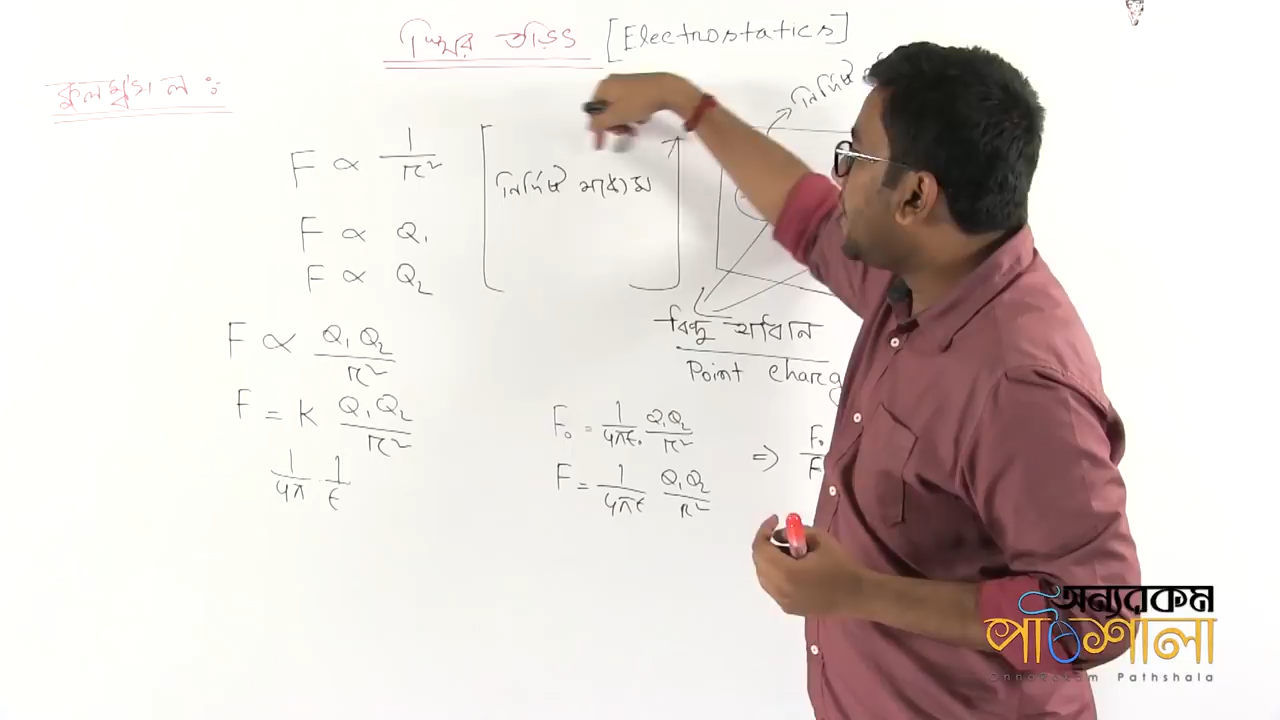 স্থির তড়িৎ [Electrostatics]
কুলম্বের সূত্র :
F ∝ 1/r²
[নির্দিষ্ট মাধ্যম]
নির্দিষ্ট
F ∝ Q₁
F ∝ Q₂
F ∝ Q₁Q₂/r²
F = K Q₁Q₂/r²
1/4π · 1/ε
বিন্দু আধান
Point charg
F₀ = 1/4πε₀ Q₁Q₂/r²
F = 1/4πε Q₁Q₂/r²
⇒ F₀/F
অন্যরকম
পাঠশালা
OnnoRokom Pathshala